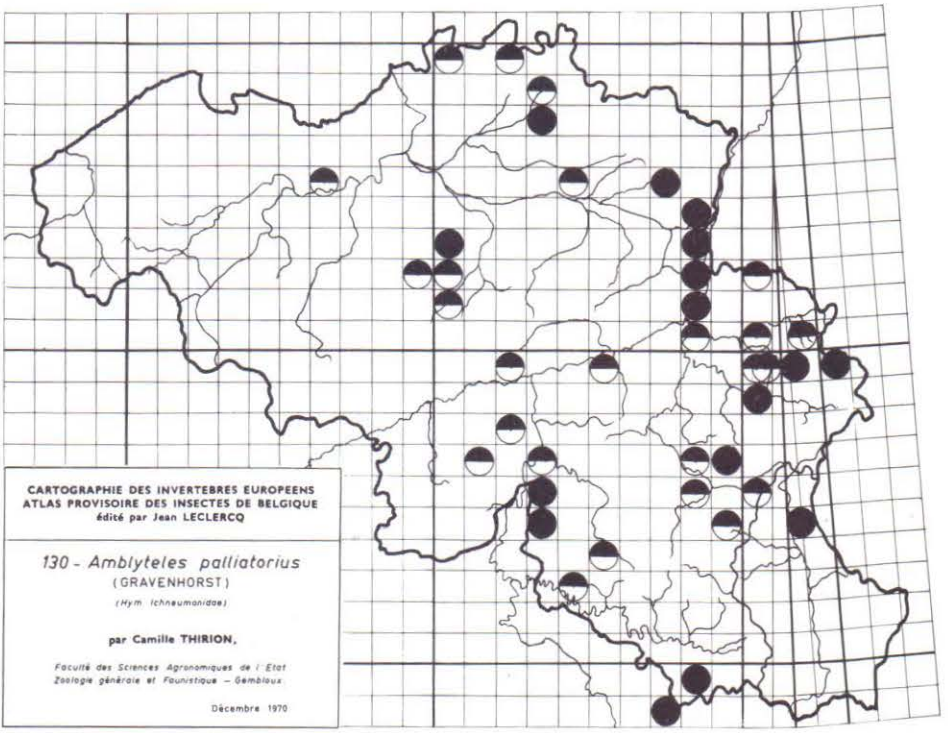 CARTOGRAPHIE DES INVERTEBRES EUROPEENS
ATLAS PROVISOIRE DES INSECTES DE BELGIQUE
édité par Jean LECLERCQ
130 - Amblyteles palliatorius
(GRAVENHORST)
(Hym Ichneumonidae)
par Camille THIRION,
Faculté des Sciences Agronomiques de l'Etat
Zoologie générale et Faunistique – Gembloux.
Décembre 1970